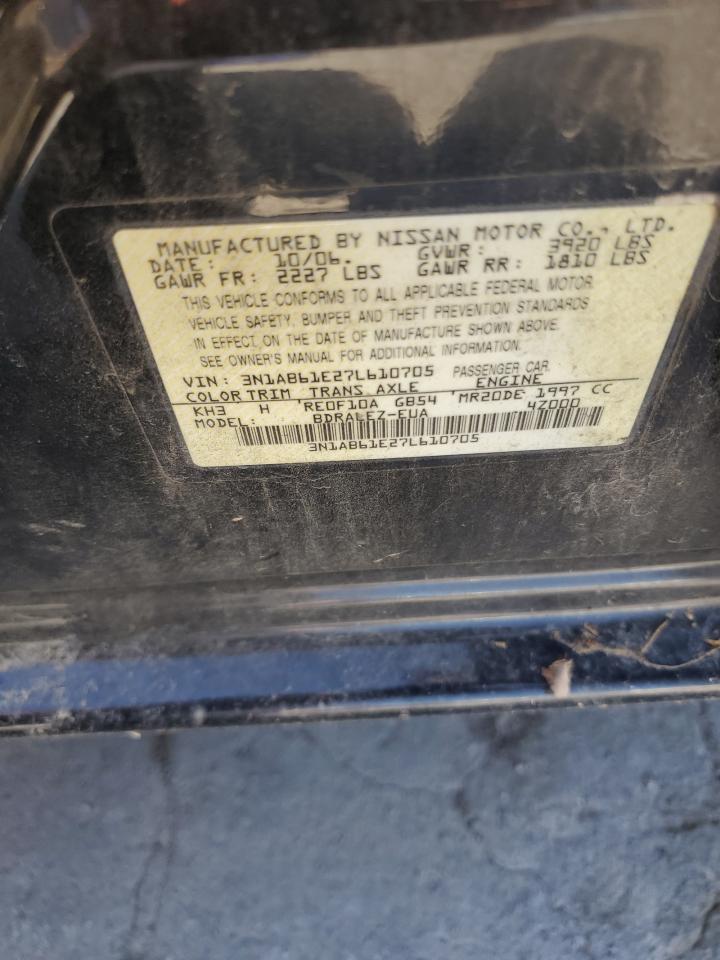 MANUFACTURED BY NISSAN MOTOR CO., LTD.
DATE: 10/06. GVWR: 3920 LBS
GAWR FR: 2227 LBS GAWR RR: 1810 LBS
THIS VEHICLE CONFORMS TO ALL APPLICABLE FEDERAL MOTOR
VEHICLE SAFETY, BUMPER AND THEFT PREVENTION STANDARDS
IN EFFECT, ON THE DATE OF MANUFACTURE SHOWN ABOVE.
SEE OWNER'S MANUAL FOR ADDITIONAL INFORMATION.
VIN: 3N1AB61E27L610705 PASSENGER CAR.
COLOR TRIM TRANS. AXLE ENGINE
KH3 H RE0F10A GB54 MR20DE 1997 CC
MODEL: BDRALEZ-EUA 4Z000
3N1AB61E27L610705